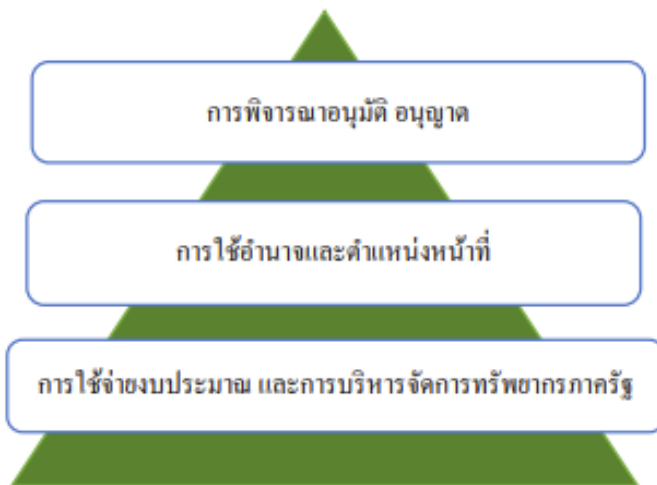 การพิจารณาอนุมัติ อนุญาต
การใช้อำนาจและตำแหน่งหน้าที่
การใช้จ่ายงบประมาณ และการบริหารจัดการทรัพยากรภาครัฐ